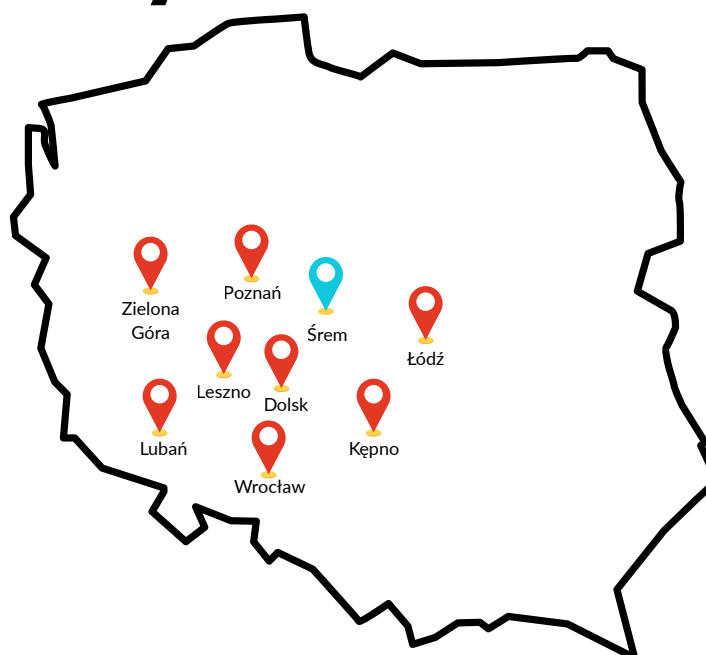 Poznań
Zielona
Góra
Śrem
Łódź
Leszno
Dolsk
Lubań
Kępno
Wrocław